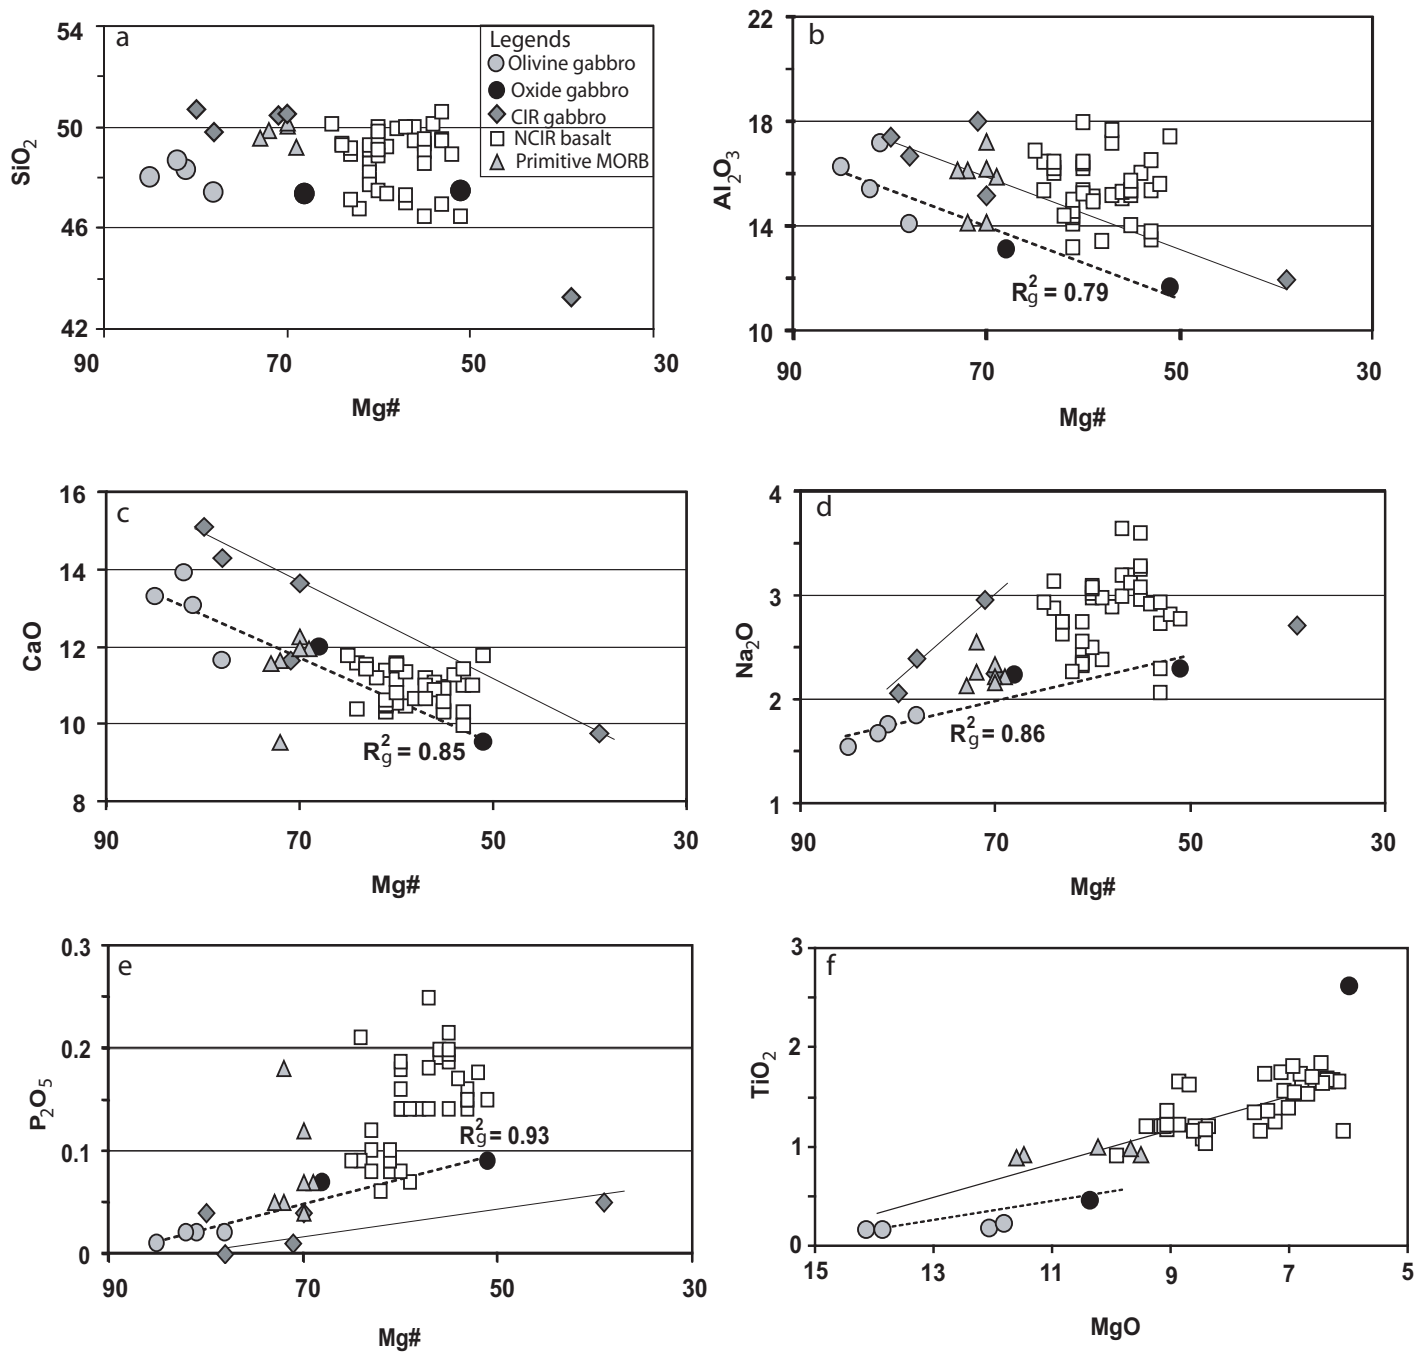 a
54
50
46
42
SiO2
90
70
50
30
Mg#
Legends
Olivine gabbro
Oxide gabbro
CIR gabbro
NCIR basalt
Primitive MORB
b
22
18
14
10
Al2O3
R2g = 0.79
90
70
50
30
Mg#
c
16
14
12
10
8
CaO
R2g = 0.85
90
70
50
30
Mg#
d
4
3
2
1
Na2O
R2g = 0.86
90
70
50
30
Mg#
e
0.3
0.2
0.1
0
P2O5
R2g = 0.93
90
70
50
30
Mg#
f
3
2
1
0
TiO2
15
13
11
9
7
5
MgO